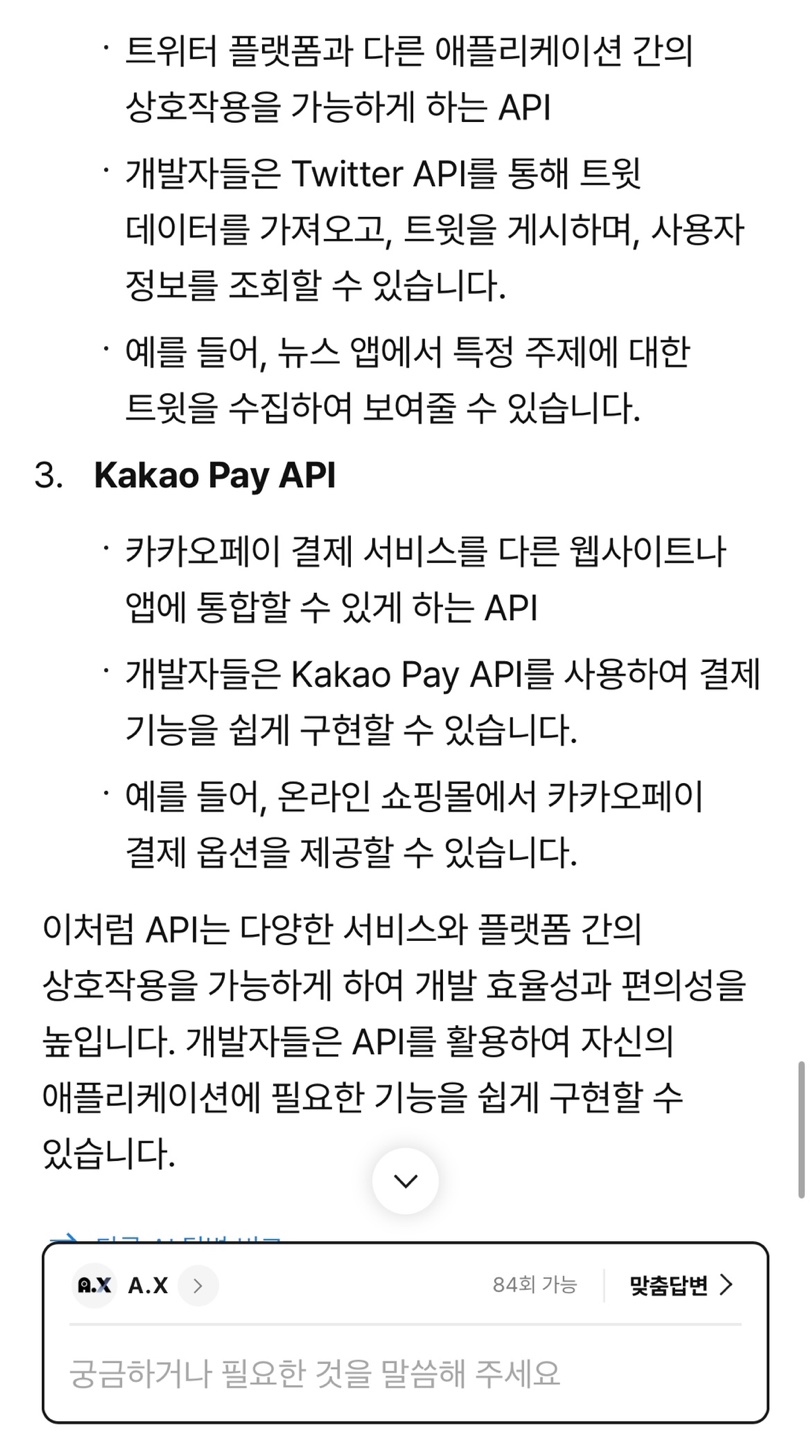 · 트위터 플랫폼과 다른 애플리케이션 간의
상호작용을 가능하게 하는 API
· 개발자들은 Twitter API를 통해 트윗
데이터를 가져오고, 트윗을 게시하며, 사용자
정보를 조회할 수 있습니다.
· 예를 들어, 뉴스 앱에서 특정 주제에 대한
트윗을 수집하여 보여줄 수 있습니다.
3. Kakao Pay API
· 카카오페이 결제 서비스를 다른 웹사이트나
앱에 통합할 수 있게 하는 API
· 개발자들은 Kakao Pay API를 사용하여 결제
기능을 쉽게 구현할 수 있습니다.
· 예를 들어, 온라인 쇼핑몰에서 카카오페이
결제 옵션을 제공할 수 있습니다.
이처럼 API는 다양한 서비스와 플랫폼 간의
상호작용을 가능하게 하여 개발 효율성과 편의성을
높입니다. 개발자들은 API를 활용하여 자신의
애플리케이션에 필요한 기능을 쉽게 구현할 수
있습니다.
A.X A.X 84회 가능 맞춤답변
궁금하거나 필요한 것을 말씀해 주세요